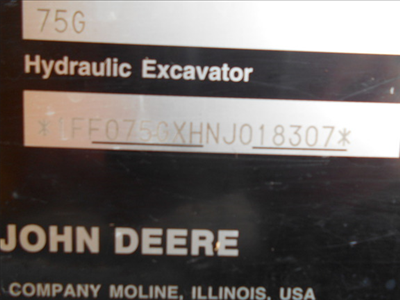 75G
Hydraulic Excavator
*1FF075GXHNJ018307*
JOHN DEERE
COMPANY MOLINE, ILLINOIS, USA